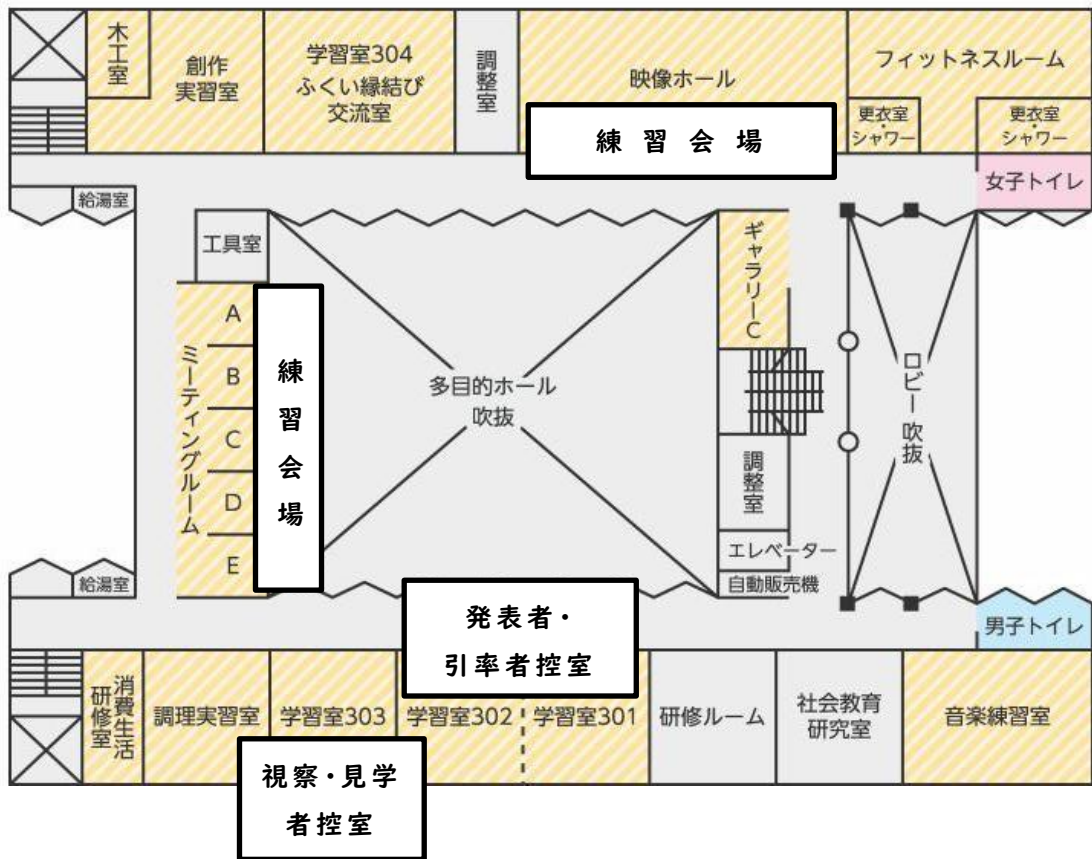 木工室
創作
実習室
学習室304
ふくい縁結び
交流室
調整室
映像ホール
フィットネスルーム
更衣室・
シャワー
更衣室・
シャワー
練習会場
女子トイレ
給湯室
工具室
ギャラリーC
ミーティングルーム
A
B
C
D
E
練習会場
多目的ホール
吹抜
ロビー吹抜
調整室
エレベーター
自動販売機
給湯室
発表者・
引率者控室
男子トイレ
消費生活
研修室
調理実習室
学習室303
学習室302
学習室301
研修ルーム
社会教育
研究室
音楽練習室
視察・見学
者控室